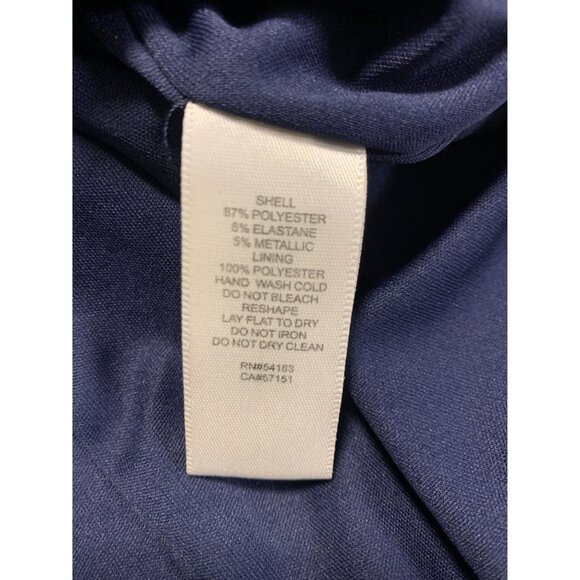 SHELL
87% POLYESTER
8% ELASTANE
5% METALLIC
LINING
100% POLYESTER
HAND WASH COLD
DO NOT BLEACH
RESHAPE
LAY FLAT TO DRY
DO NOT IRON
DO NOT DRY CLEAN
RN#54163
CA#57151